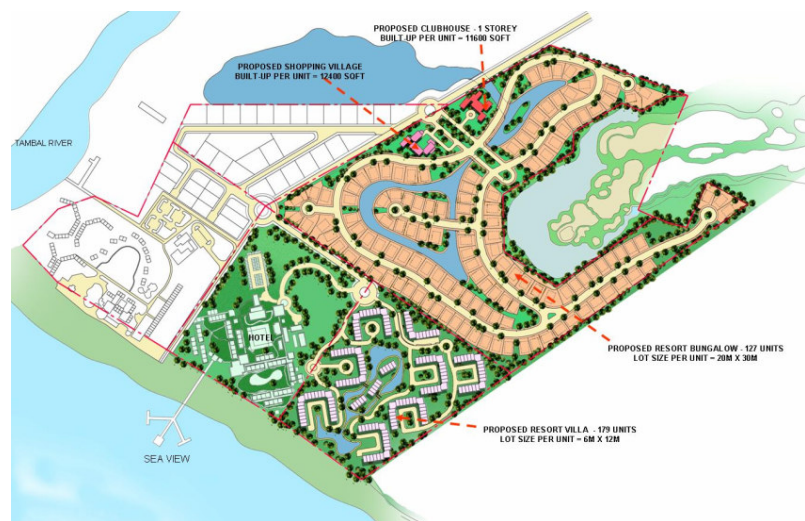 PROPOSED CLUBHOUSE - 1 STOREY
BUILT-UP PER UNIT = 11600 SQFT
PROPOSED SHOPPING VILLAGE
BUILT-UP PER UNIT = 12400 SQFT
TAMBAL RIVER
HOTEL
PROPOSED RESORT BUNGALOW - 127 UNITS
LOT SIZE PER UNIT = 20M X 30M
PROPOSED RESORT VILLA - 179 UNITS
LOT SIZE PER UNIT = 6M X 12M
SEA VIEW